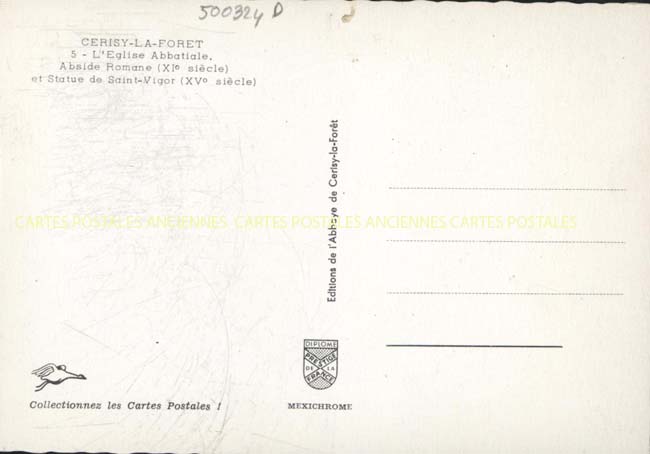 500324 D
CERISY-LA-FORET
5 - L'Eglise Abbatiale,
Abside Romane (XIe siècle)
et Statue de Saint-Vigor (XVe siècle)
Editions de l'Abbaye de Cerisy-la-Forêt
CARTES POSTALES ANCIENNES CARTES POSTALES ANCIENNES CARTES POSTALES
DIPLOME
PRESTIGE
DE LA
FRANCE
Collectionnez les Cartes Postales !
MEXICHROME